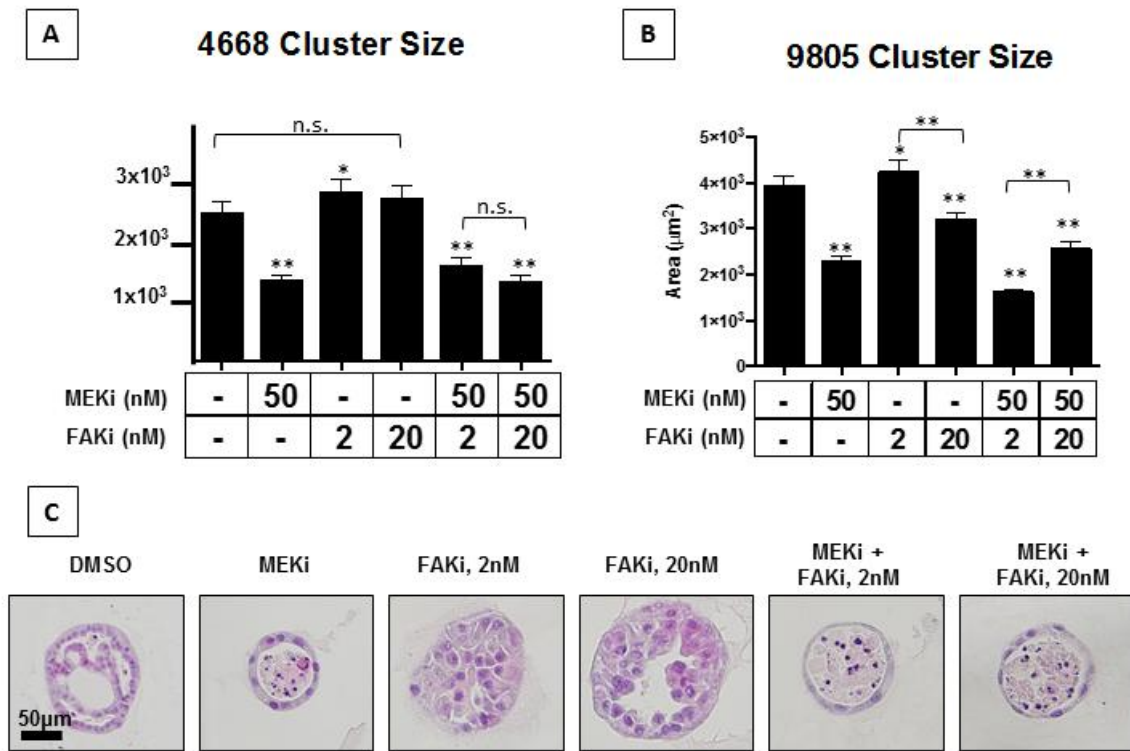 A
4668 Cluster Size
n.s.
*
3x10³
n.s.
2x10³
**
**
**
1x10³
MEKi (nM) - 50 - - 50 50
FAKi (nM) - - 2 20 2 20
B
9805 Cluster Size
5×10³
**
*
4×10³
**
**
3×10³
**
**
2×10³
**
1×10³
0
Area (µm²)
MEKi (nM) - 50 - - 50 50
FAKi (nM) - - 2 20 2 20
C
DMSO
MEKi
FAKi, 2nM
FAKi, 20nM
MEKi +
FAKi, 2nM
MEKi +
FAKi, 20nM
50µm